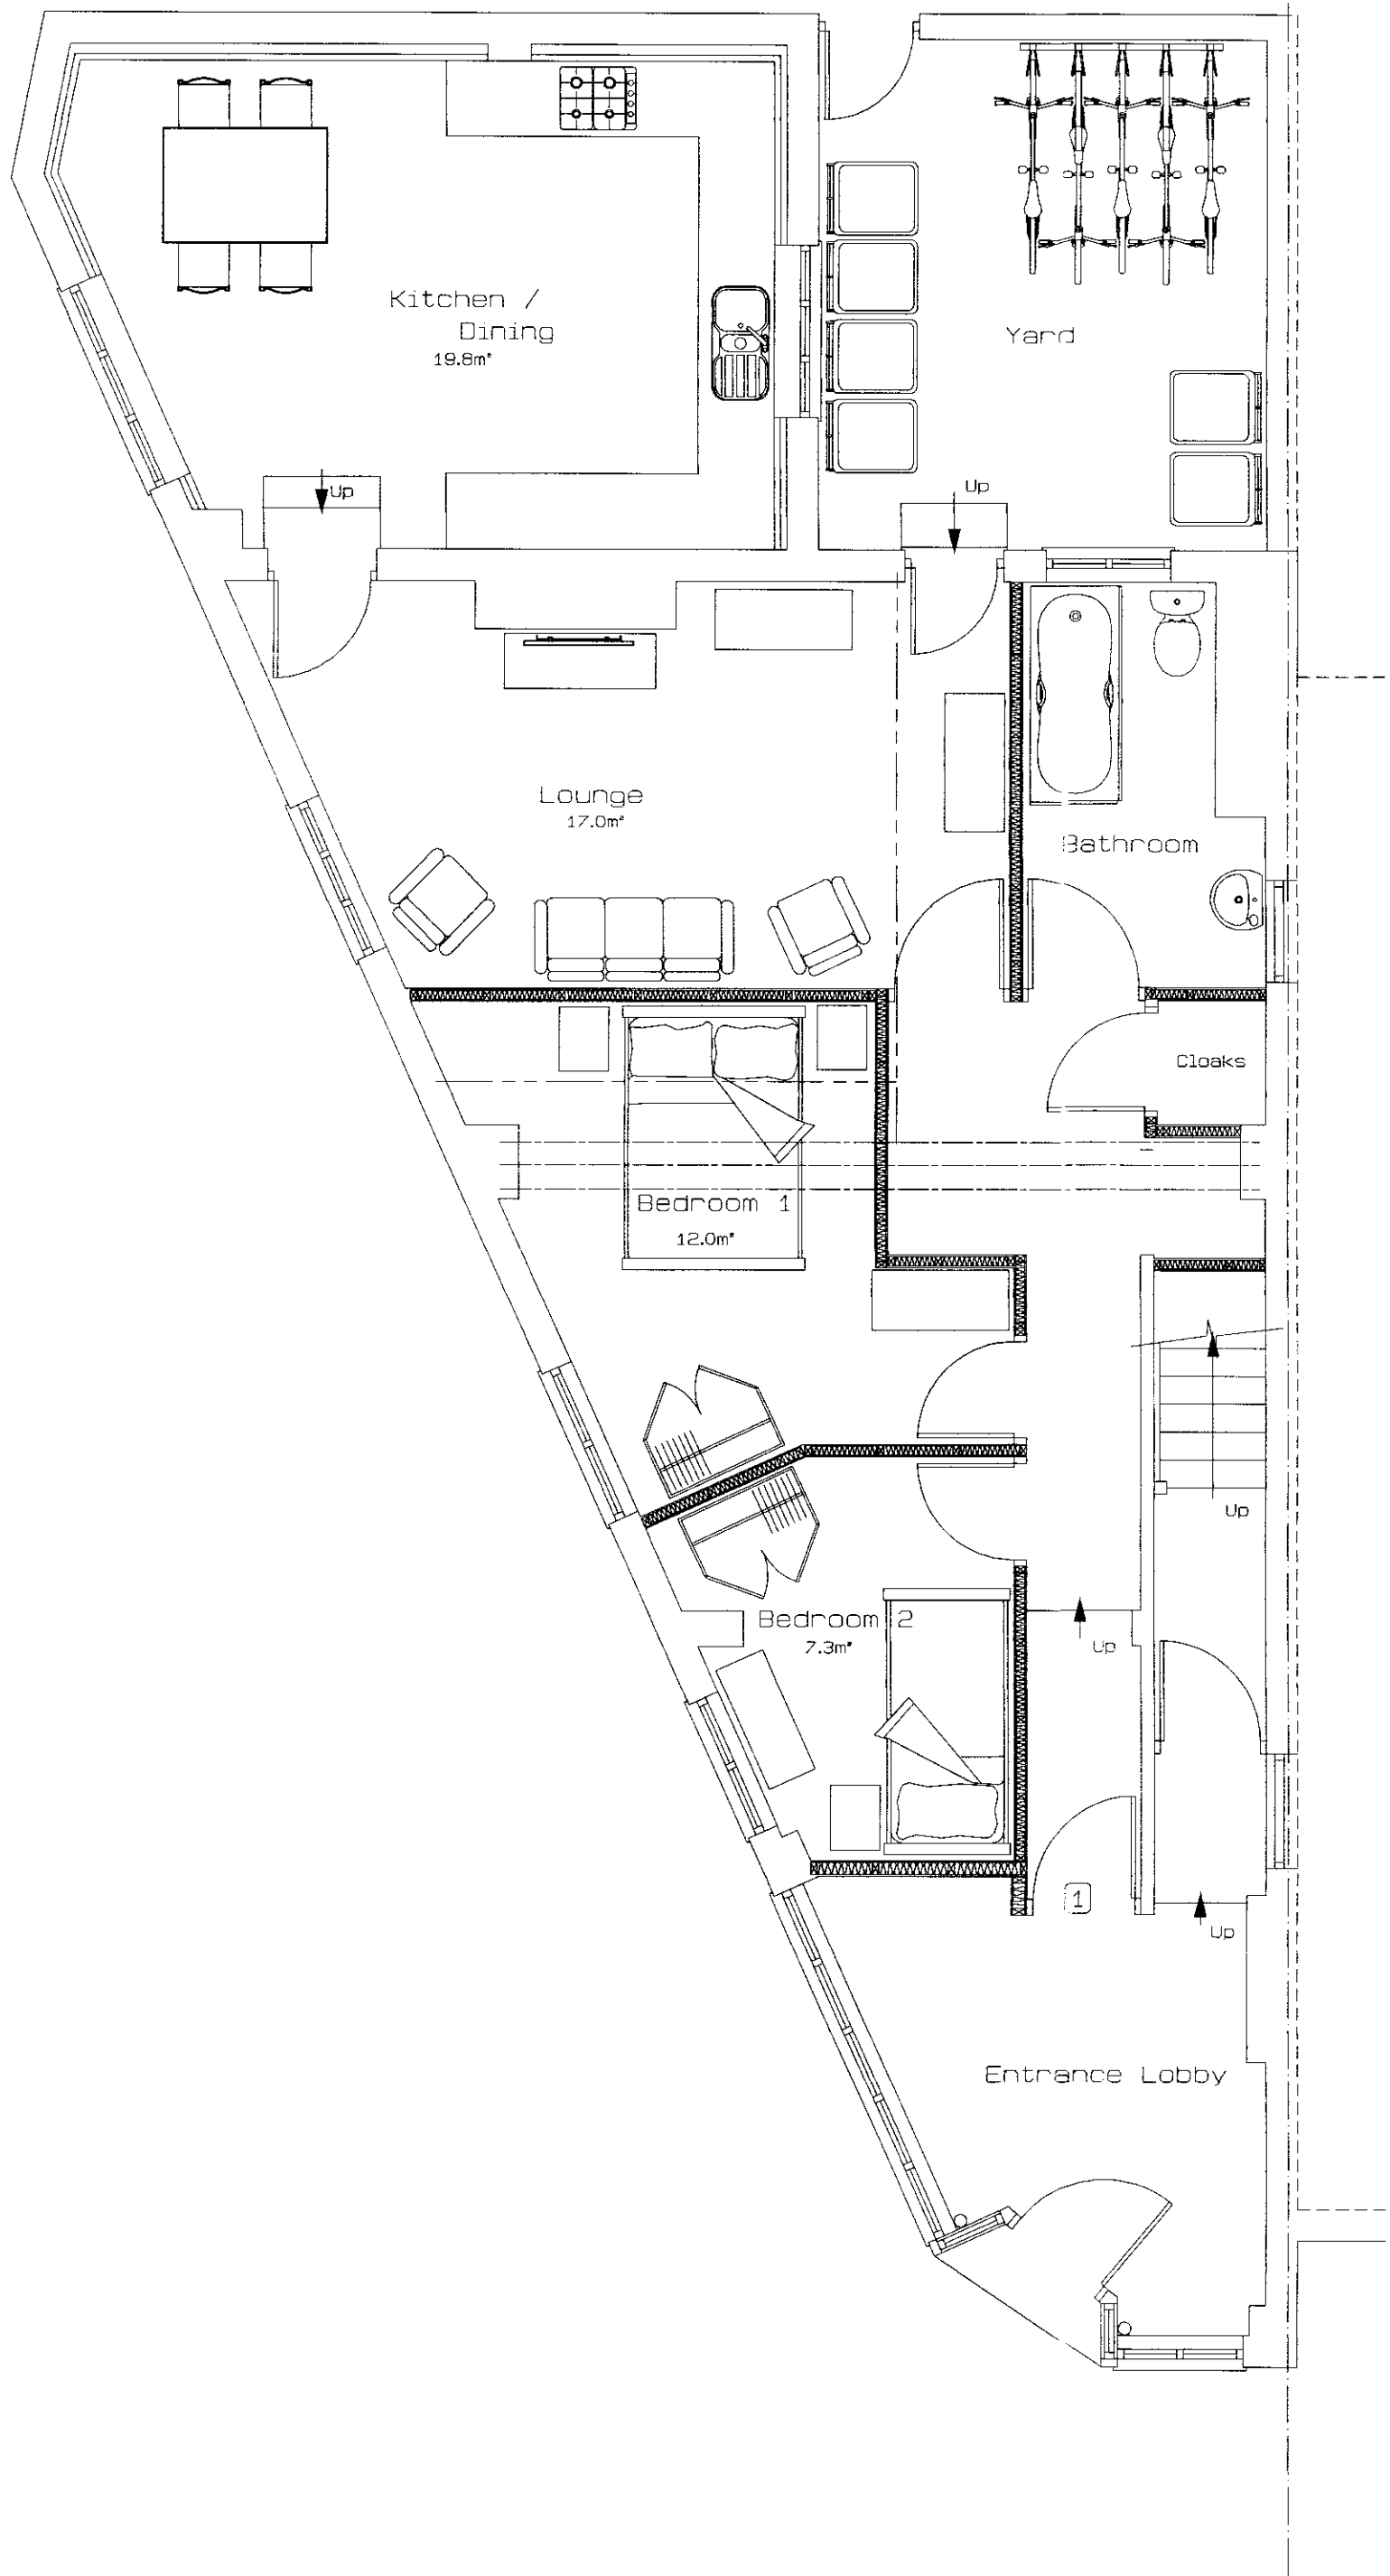 Kitchen /
Dining
19.8m²
Yard
Up
Up
Lounge
17.0m²
Bathroom
Cloaks
Bedroom 1
12.0m²
Up
Bedroom 2
7.3m²
Up
1
Up
Entrance Lobby